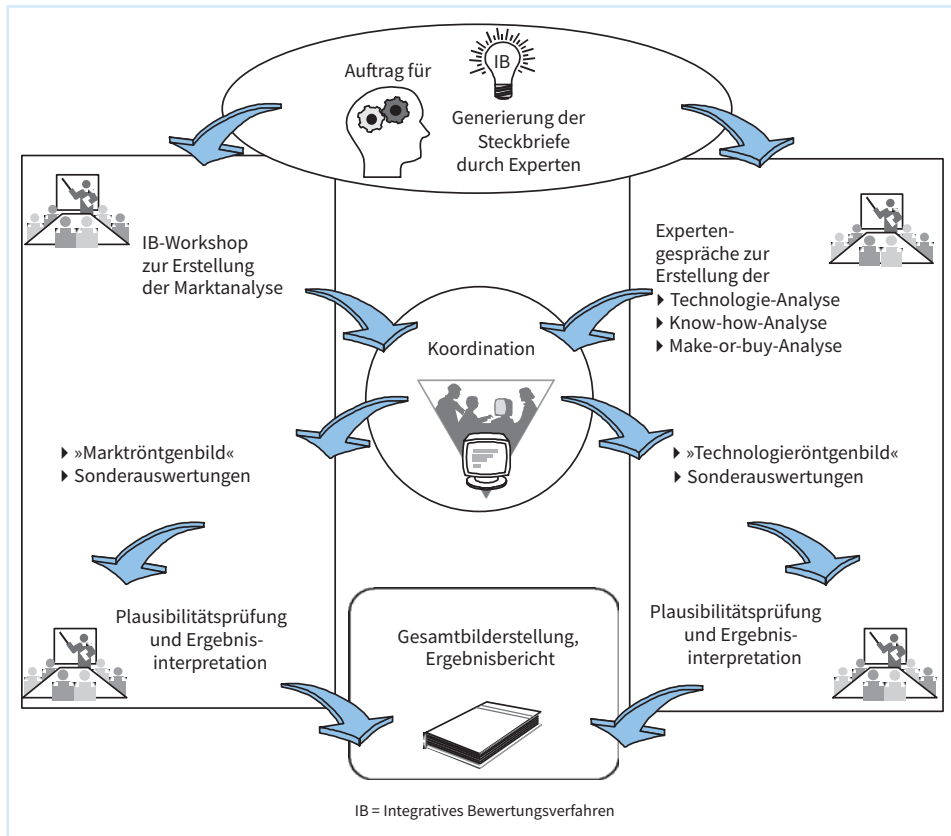 IB
Auftrag für
Generierung der
Steckbriefe
durch Experten
IB-Workshop
zur Erstellung
der Marktanalyse
Experten-
gespräche zur
Erstellung der
▸ Technologie-Analyse
▸ Know-how-Analyse
▸ Make-or-buy-Analyse
Koordination
▸ »Marktröntgenbild«
▸ Sonderauswertungen
▸ »Technologieröntgenbild«
▸ Sonderauswertungen
Plausibilitätsprüfung
und Ergebnis-
interpretation
Gesamtbilderstellung,
Ergebnisbericht
Plausibilitätsprüfung
und Ergebnis-
interpretation
IB = Integratives Bewertungsverfahren